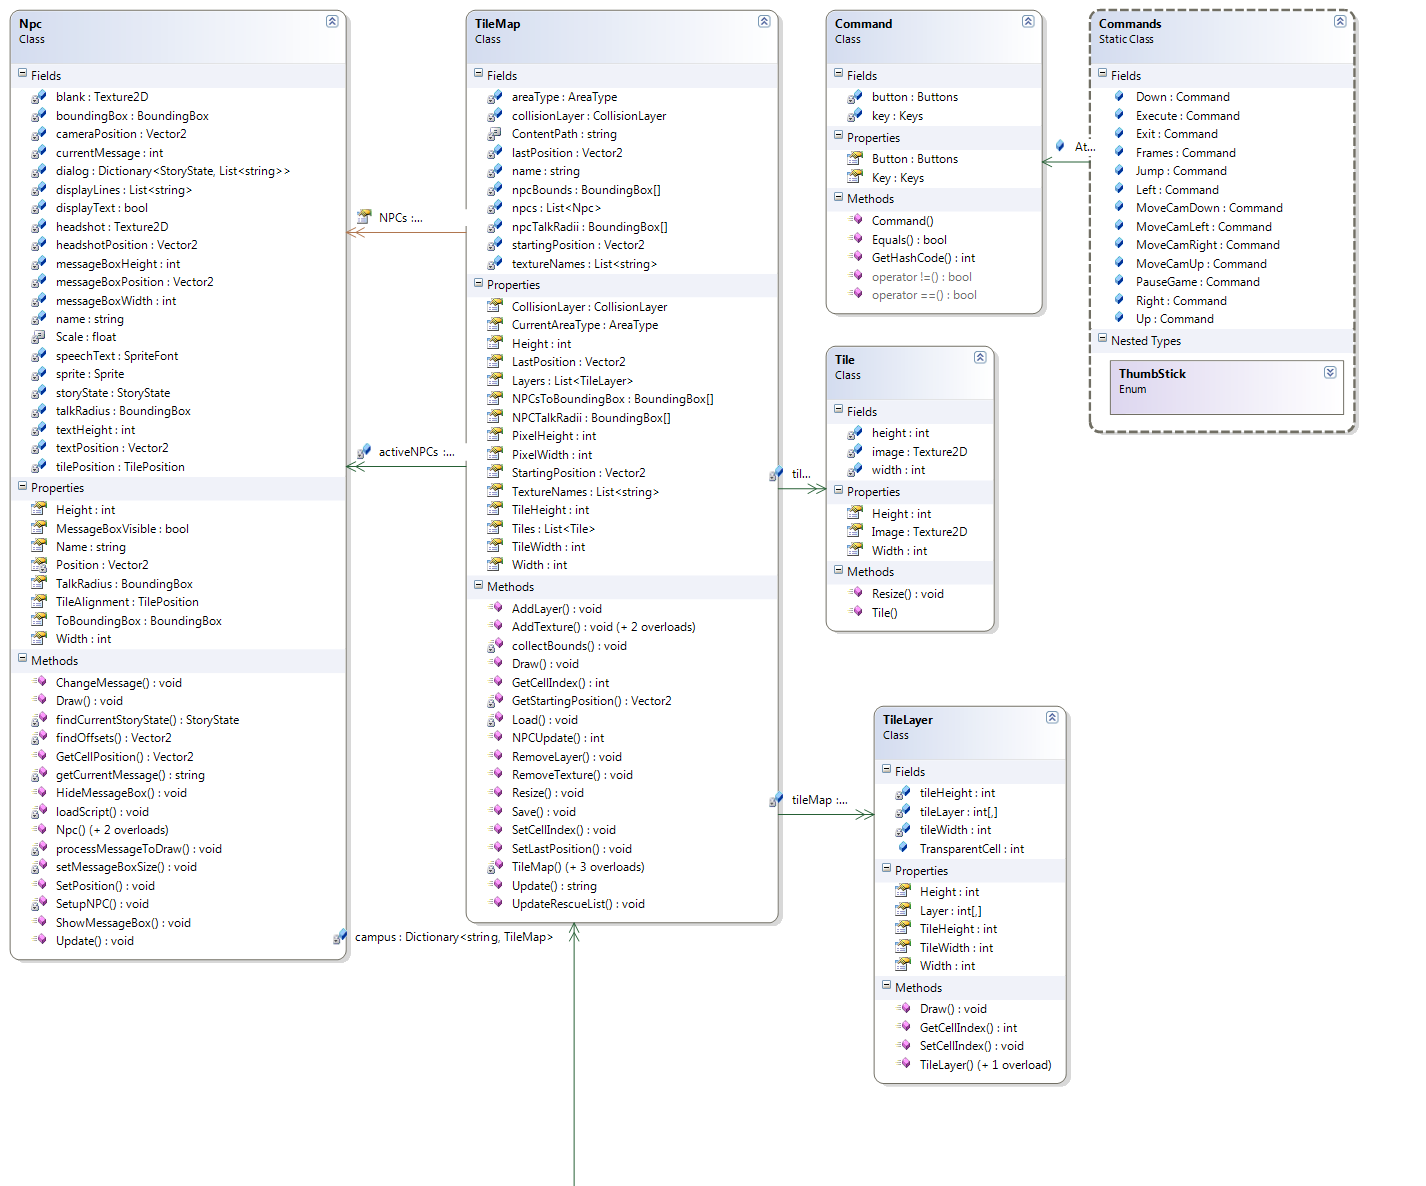 Npc
Class
Fields
blank : Texture2D
boundingBox : BoundingBox
cameraPosition : Vector2
currentMessage : int
dialog : Dictionary<StoryState, List<string>>
displayLines : List<string>
displayText : bool
headshot : Texture2D
headshotPosition : Vector2
messageBoxHeight : int
messageBoxPosition : Vector2
messageBoxWidth : int
name : string
Scale : float
speechText : SpriteFont
sprite : Sprite
storyState : StoryState
talkRadius : BoundingBox
textHeight : int
textPosition : Vector2
tilePosition : TilePosition
Properties
Height : int
MessageBoxVisible : bool
Name : string
Position : Vector2
TalkRadius : BoundingBox
TileAlignment : TilePosition
ToBoundingBox : BoundingBox
Width : int
Methods
ChangeMessage() : void
Draw() : void
findCurrentStoryState() : StoryState
findOffsets() : Vector2
GetCellPosition() : Vector2
getCurrentMessage() : string
HideMessageBox() : void
loadScript() : void
Npc() (+ 2 overloads)
processMessageToDraw() : void
setMessageBoxSize() : void
SetPosition() : void
SetupNPC() : void
ShowMessageBox() : void
Update() : void
NPCs :...
activeNPCs :...
campus : Dictionary<string, TileMap>
TileMap
Class
Fields
areaType : AreaType
collisionLayer : CollisionLayer
ContentPath : string
lastPosition : Vector2
name : string
npcBounds : BoundingBox[]
npcs : List<Npc>
npcTalkRadii : BoundingBox[]
startingPosition : Vector2
textureNames : List<string>
Properties
CollisionLayer : CollisionLayer
CurrentAreaType : AreaType
Height : int
LastPosition : Vector2
Layers : List<TileLayer>
NPCsToBoundingBox : BoundingBox[]
NPCTalkRadii : BoundingBox[]
PixelHeight : int
PixelWidth : int
StartingPosition : Vector2
TextureNames : List<string>
TileHeight : int
Tiles : List<Tile>
TileWidth : int
Width : int
Methods
AddLayer() : void
AddTexture() : void (+ 2 overloads)
collectBounds() : void
Draw() : void
GetCellIndex() : int
GetStartingPosition() : Vector2
Load() : void
NPCUpdate() : int
RemoveLayer() : void
RemoveTexture() : void
Resize() : void
Save() : void
SetCellIndex() : void
SetLastPosition() : void
TileMap() (+ 3 overloads)
Update() : string
UpdateRescueList() : void
til...
tileMap :...
Command
Class
Fields
button : Buttons
key : Keys
Properties
Button : Buttons
Key : Keys
Methods
Command()
Equals() : bool
GetHashCode() : int
operator !=() : bool
operator ==() : bool
At...
Commands
Static Class
Fields
Down : Command
Execute : Command
Exit : Command
Frames : Command
Jump : Command
Left : Command
MoveCamDown : Command
MoveCamLeft : Command
MoveCamRight : Command
MoveCamUp : Command
PauseGame : Command
Right : Command
Up : Command
Nested Types
ThumbStick
Enum
Tile
Class
Fields
height : int
image : Texture2D
width : int
Properties
Height : int
Image : Texture2D
Width : int
Methods
Resize() : void
Tile()
TileLayer
Class
Fields
tileHeight : int
tileLayer : int[,]
tileWidth : int
TransparentCell : int
Properties
Height : int
Layer : int[,]
TileHeight : int
TileWidth : int
Width : int
Methods
Draw() : void
GetCellIndex() : int
SetCellIndex() : void
TileLayer() (+ 1 overload)